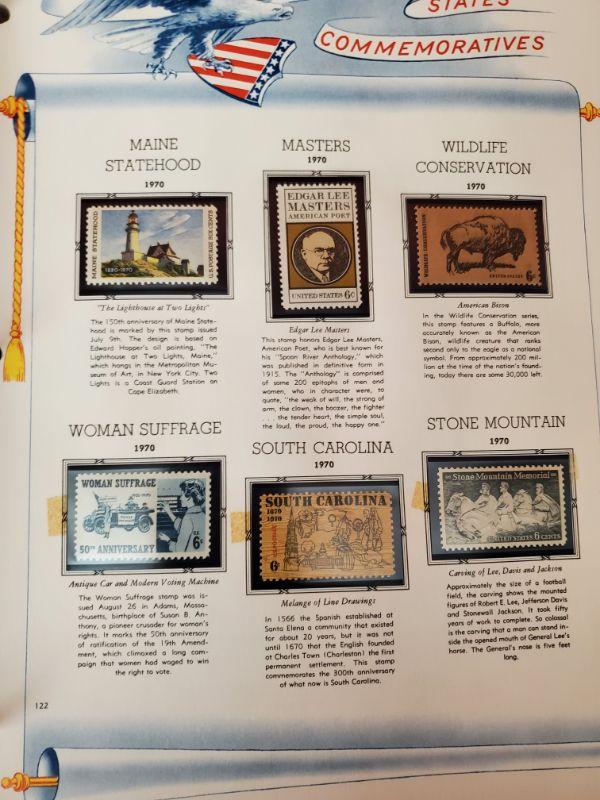 STATES
COMMEMORATIVES
MAINE
STATEHOOD
1970
MAINE STATEHOOD
1820-1970
U.S. POSTAGE SIX CENTS
"The Lighthouse at Two Lights"
The 150th anniversary of Maine State-
hood is marked by this stamp issued
July 9th. The design is based on
Edward Hopper's oil painting, "The
Lighthouse at Two Lights, Maine,"
which hangs in the Metropolitan Mu-
seum of Art, in New York City. Two
Lights is a Coast Guard Station on
Cape Elizabeth.
MASTERS
1970
EDGAR LEE
MASTERS
AMERICAN POET
UNITED STATES 6c
Edgar Lee Masters
This stamp honors Edgar Lee Masters,
American Poet, who is best known for
his "Spoon River Anthology," which
was published in definitive form in
1915. The "Anthology" is comprised
of some 200 epitaphs of men and
women, who in character were, to
quote, "the weak of will, the strong of
arm, the clown, the boozer, the fighter
. . . the tender heart, the simple soul,
the loud, the proud, the happy one."
WILDLIFE
CONSERVATION
1970
WILDLIFE CONSERVATION
UNITED STATES 6c
American Bison
In the Wildlife Conservation series,
this stamp features a Buffalo, more
accurately known as the American
Bison, wildlife creature that ranks
second only to the eagle as a national
symbol. From approximately 200 mil-
lion at the time of the nation's found-
ing, today there are some 30,000 left.
WOMAN SUFFRAGE
1970
WOMAN SUFFRAGE
1920-1970
U.S.
6c
50th ANNIVERSARY
Antique Car and Modern Voting Machine
The Woman Suffrage stamp was is-
sued August 26 in Adams, Massa-
chusetts, birthplace of Susan B. An-
thony, a pioneer crusader for woman's
rights. It marks the 50th anniversary
of ratification of the 19th Amend-
ment, which climaxed a long cam-
paign that women had waged to win
the right to vote.
SOUTH CAROLINA
1970
SOUTH CAROLINA
1670
1970
6c
Melange of Line Drawings
In 1566 the Spanish established at
Santa Elena a community that existed
for about 20 years, but it was not
until 1670 that the English founded
at Charles Town (Charleston) the first
permanent settlement. This stamp
commemorates the 300th anniversary
of what now is South Carolina.
STONE MOUNTAIN
1970
Stone Mountain Memorial
UNITED STATES 6 CENTS
Carving of Lee, Davis and Jackson
Approximately the size of a football
field, the carving shows the mounted
figures of Robert E. Lee, Jefferson Davis
and Stonewall Jackson. It took fifty
years of work to complete. So colossal
is the carving that a man can stand in-
side the opened mouth of General Lee's
horse. The General's nose is five feet
long.
122